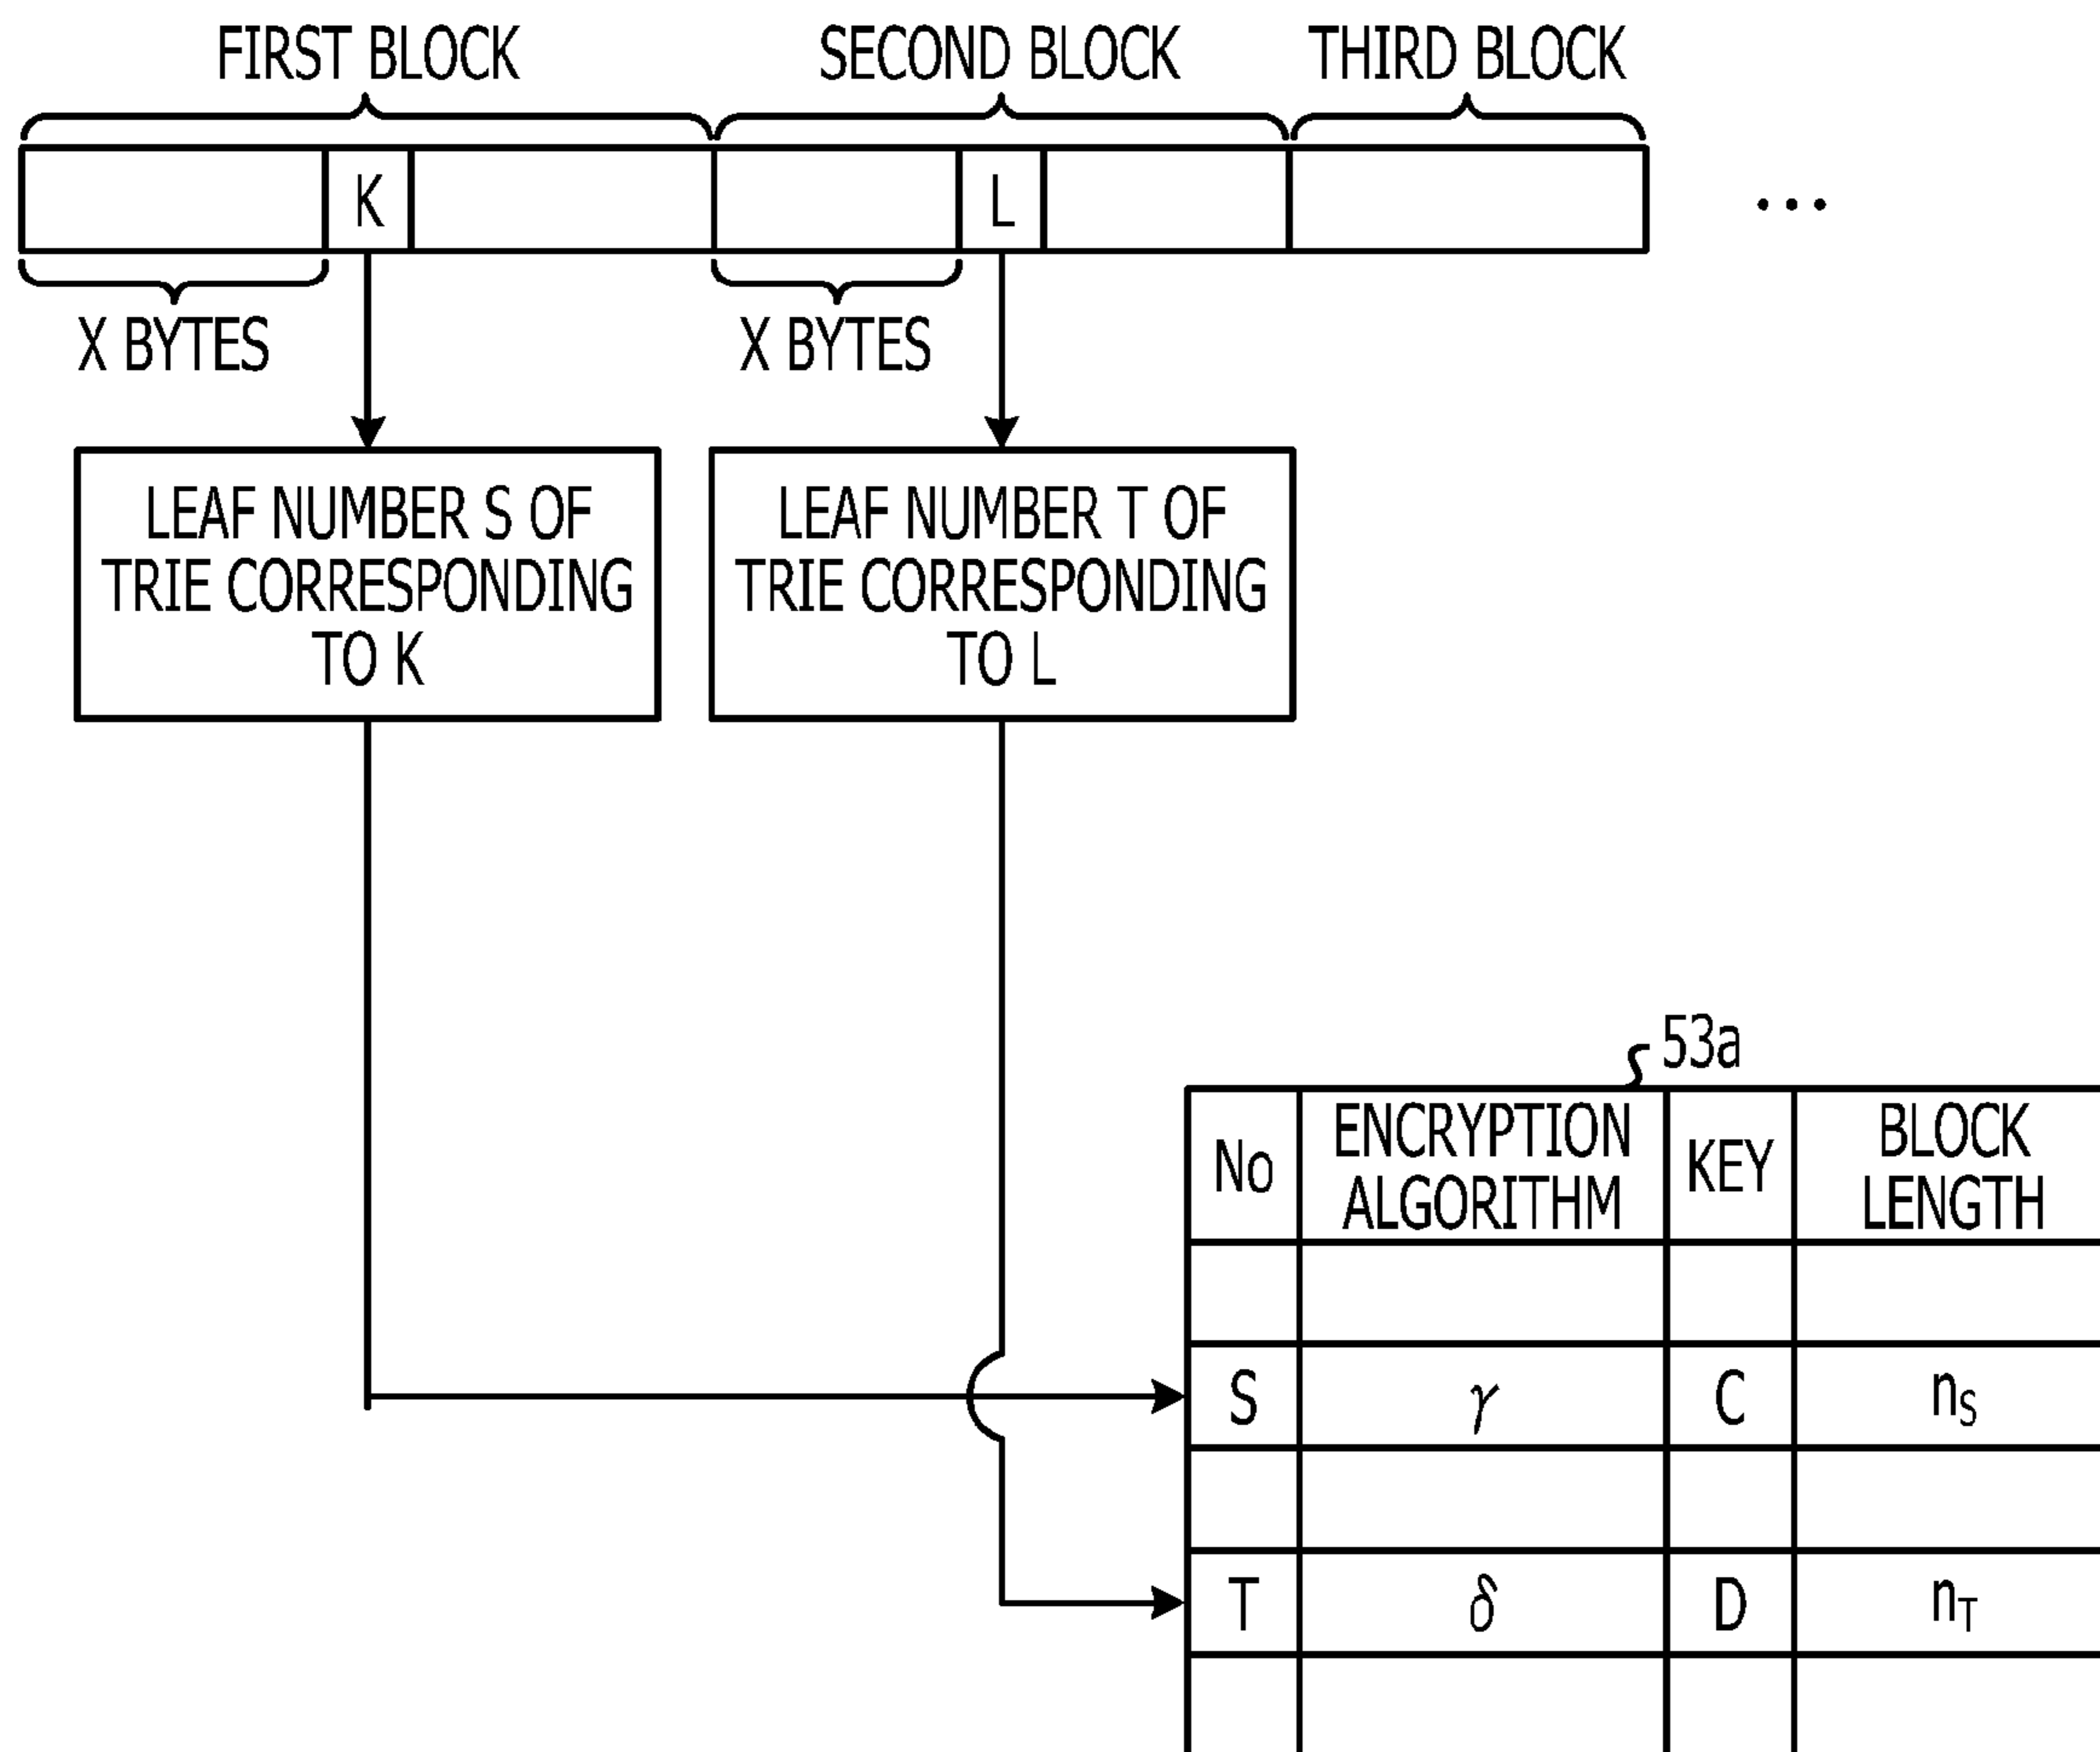 FIRST BLOCK
SECOND BLOCK
THIRD BLOCK
K
L
...
X BYTES
X BYTES
LEAF NUMBER S OF
TRIE CORRESPONDING
TO K
LEAF NUMBER T OF
TRIE CORRESPONDING
TO L
53a
No
ENCRYPTION
ALGORITHM
KEY
BLOCK
LENGTH
S γ C nS
T δ D nT